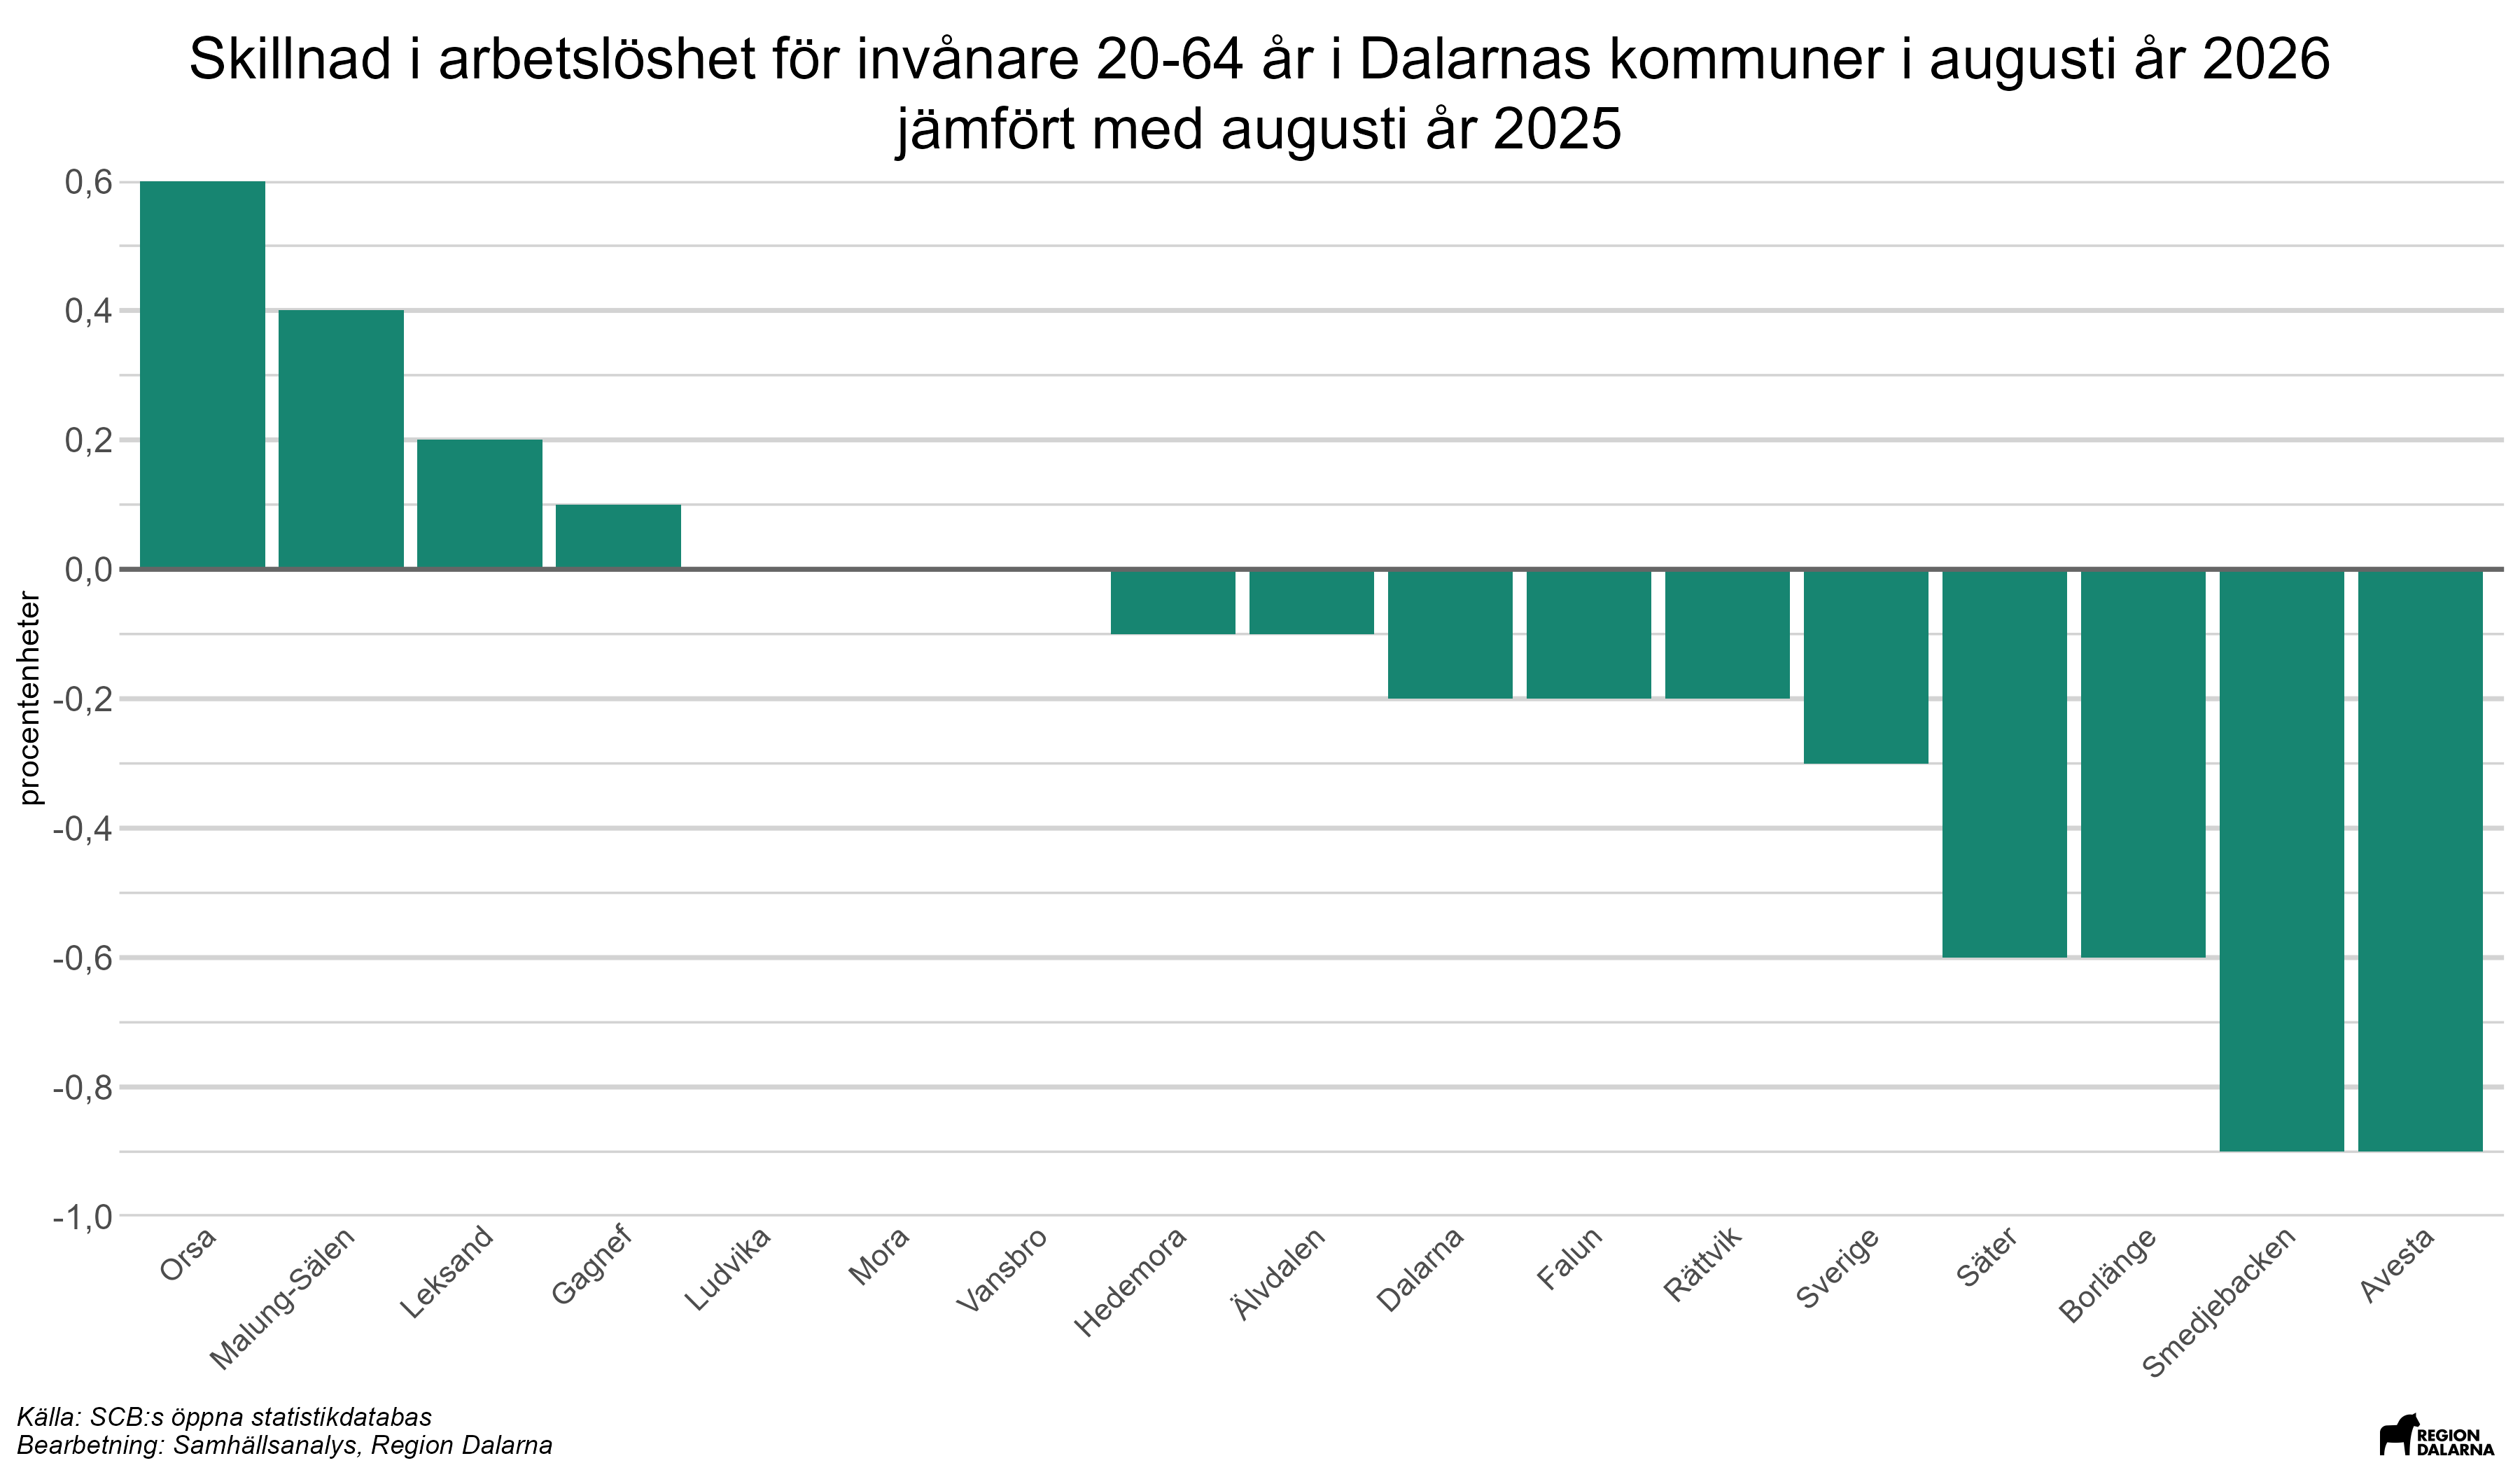 Skillnad i arbetslöshet för invånare 20-64 år i Dalarnas kommuner i augusti år 2026
jämfört med augusti år 2025
procentenheter
0,6
0,4
0,2
0,0
-0,2
-0,4
-0,6
-0,8
-1,0
Orsa
Malung-Sälen
Leksand
Gagnef
Ludvika
Mora
Vansbro
Hedemora
Älvdalen
Dalarna
Falun
Rättvik
Sverige
Säter
Borlänge
Smedjebacken
Avesta
Källa: SCB:s öppna statistikdatabas
Bearbetning: Samhällsanalys, Region Dalarna
REGION
DALARNA